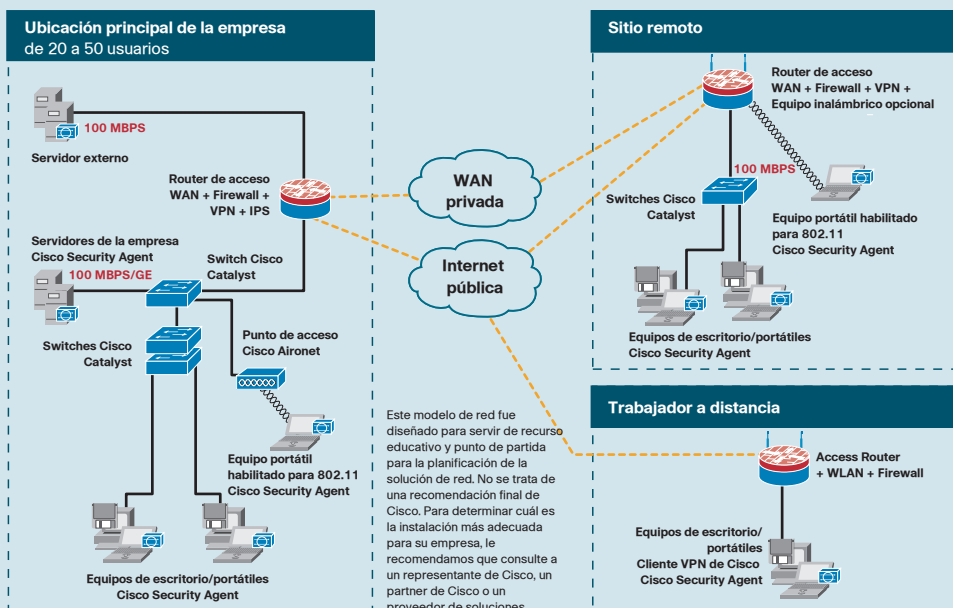 Ubicación principal de la empresa
de 20 a 50 usuarios
100 MBPS
Servidor externo
Router de acceso
WAN + Firewall +
VPN + IPS
Servidores de la empresa
Cisco Security Agent
100 MBPS/GE
Switch Cisco
Catalyst
Switches Cisco
Catalyst
Punto de acceso
Cisco Aironet
Equipo portátil
habilitado para 802.11
Cisco Security Agent
Equipos de escritorio/portátiles
Cisco Security Agent
WAN
privada
Internet
pública
Este modelo de red fue
diseñado para servir de recurso
educativo y punto de partida
para la planificación de la
solución de red. No se trata de
una recomendación final de
Cisco. Para determinar cuál es
la instalación más adecuada
para su empresa, le
recomendamos que consulte a
un representante de Cisco, un
partner de Cisco o un
proveedor de soluciones
Sitio remoto
Router de acceso
WAN + Firewall + VPN +
Equipo inalámbrico opcional
100 MBPS
Switches Cisco
Catalyst
Equipo portátil habilitado
para 802.11
Cisco Security Agent
Equipos de escritorio/portátiles
Cisco Security Agent
Trabajador a distancia
Access Router
+ WLAN + Firewall
Equipos de escritorio/
portátiles
Cliente VPN de Cisco
Cisco Security Agent